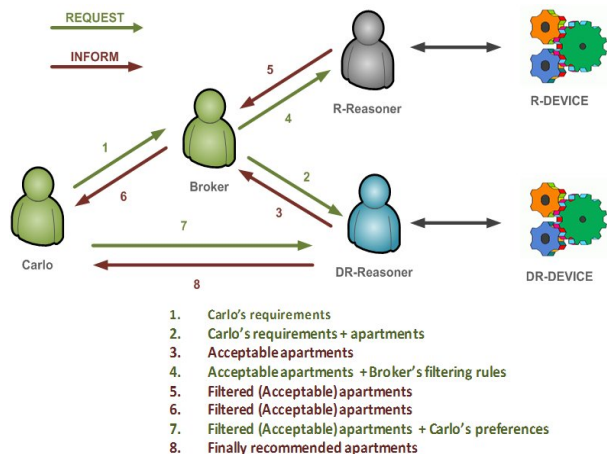 REQUEST
INFORM
5
R-Reasoner
R-DEVICE
4
1
Broker
6
2
3
Carlo
7
DR-Reasoner
DR-DEVICE
8
1. Carlo's requirements
2. Carlo's requirements + apartments
3. Acceptable apartments
4. Acceptable apartments + Broker's filtering rules
5. Filtered (Acceptable) apartments
6. Filtered (Acceptable) apartments
7. Filtered (Acceptable) apartments + Carlo's preferences
8. Finally recommended apartments